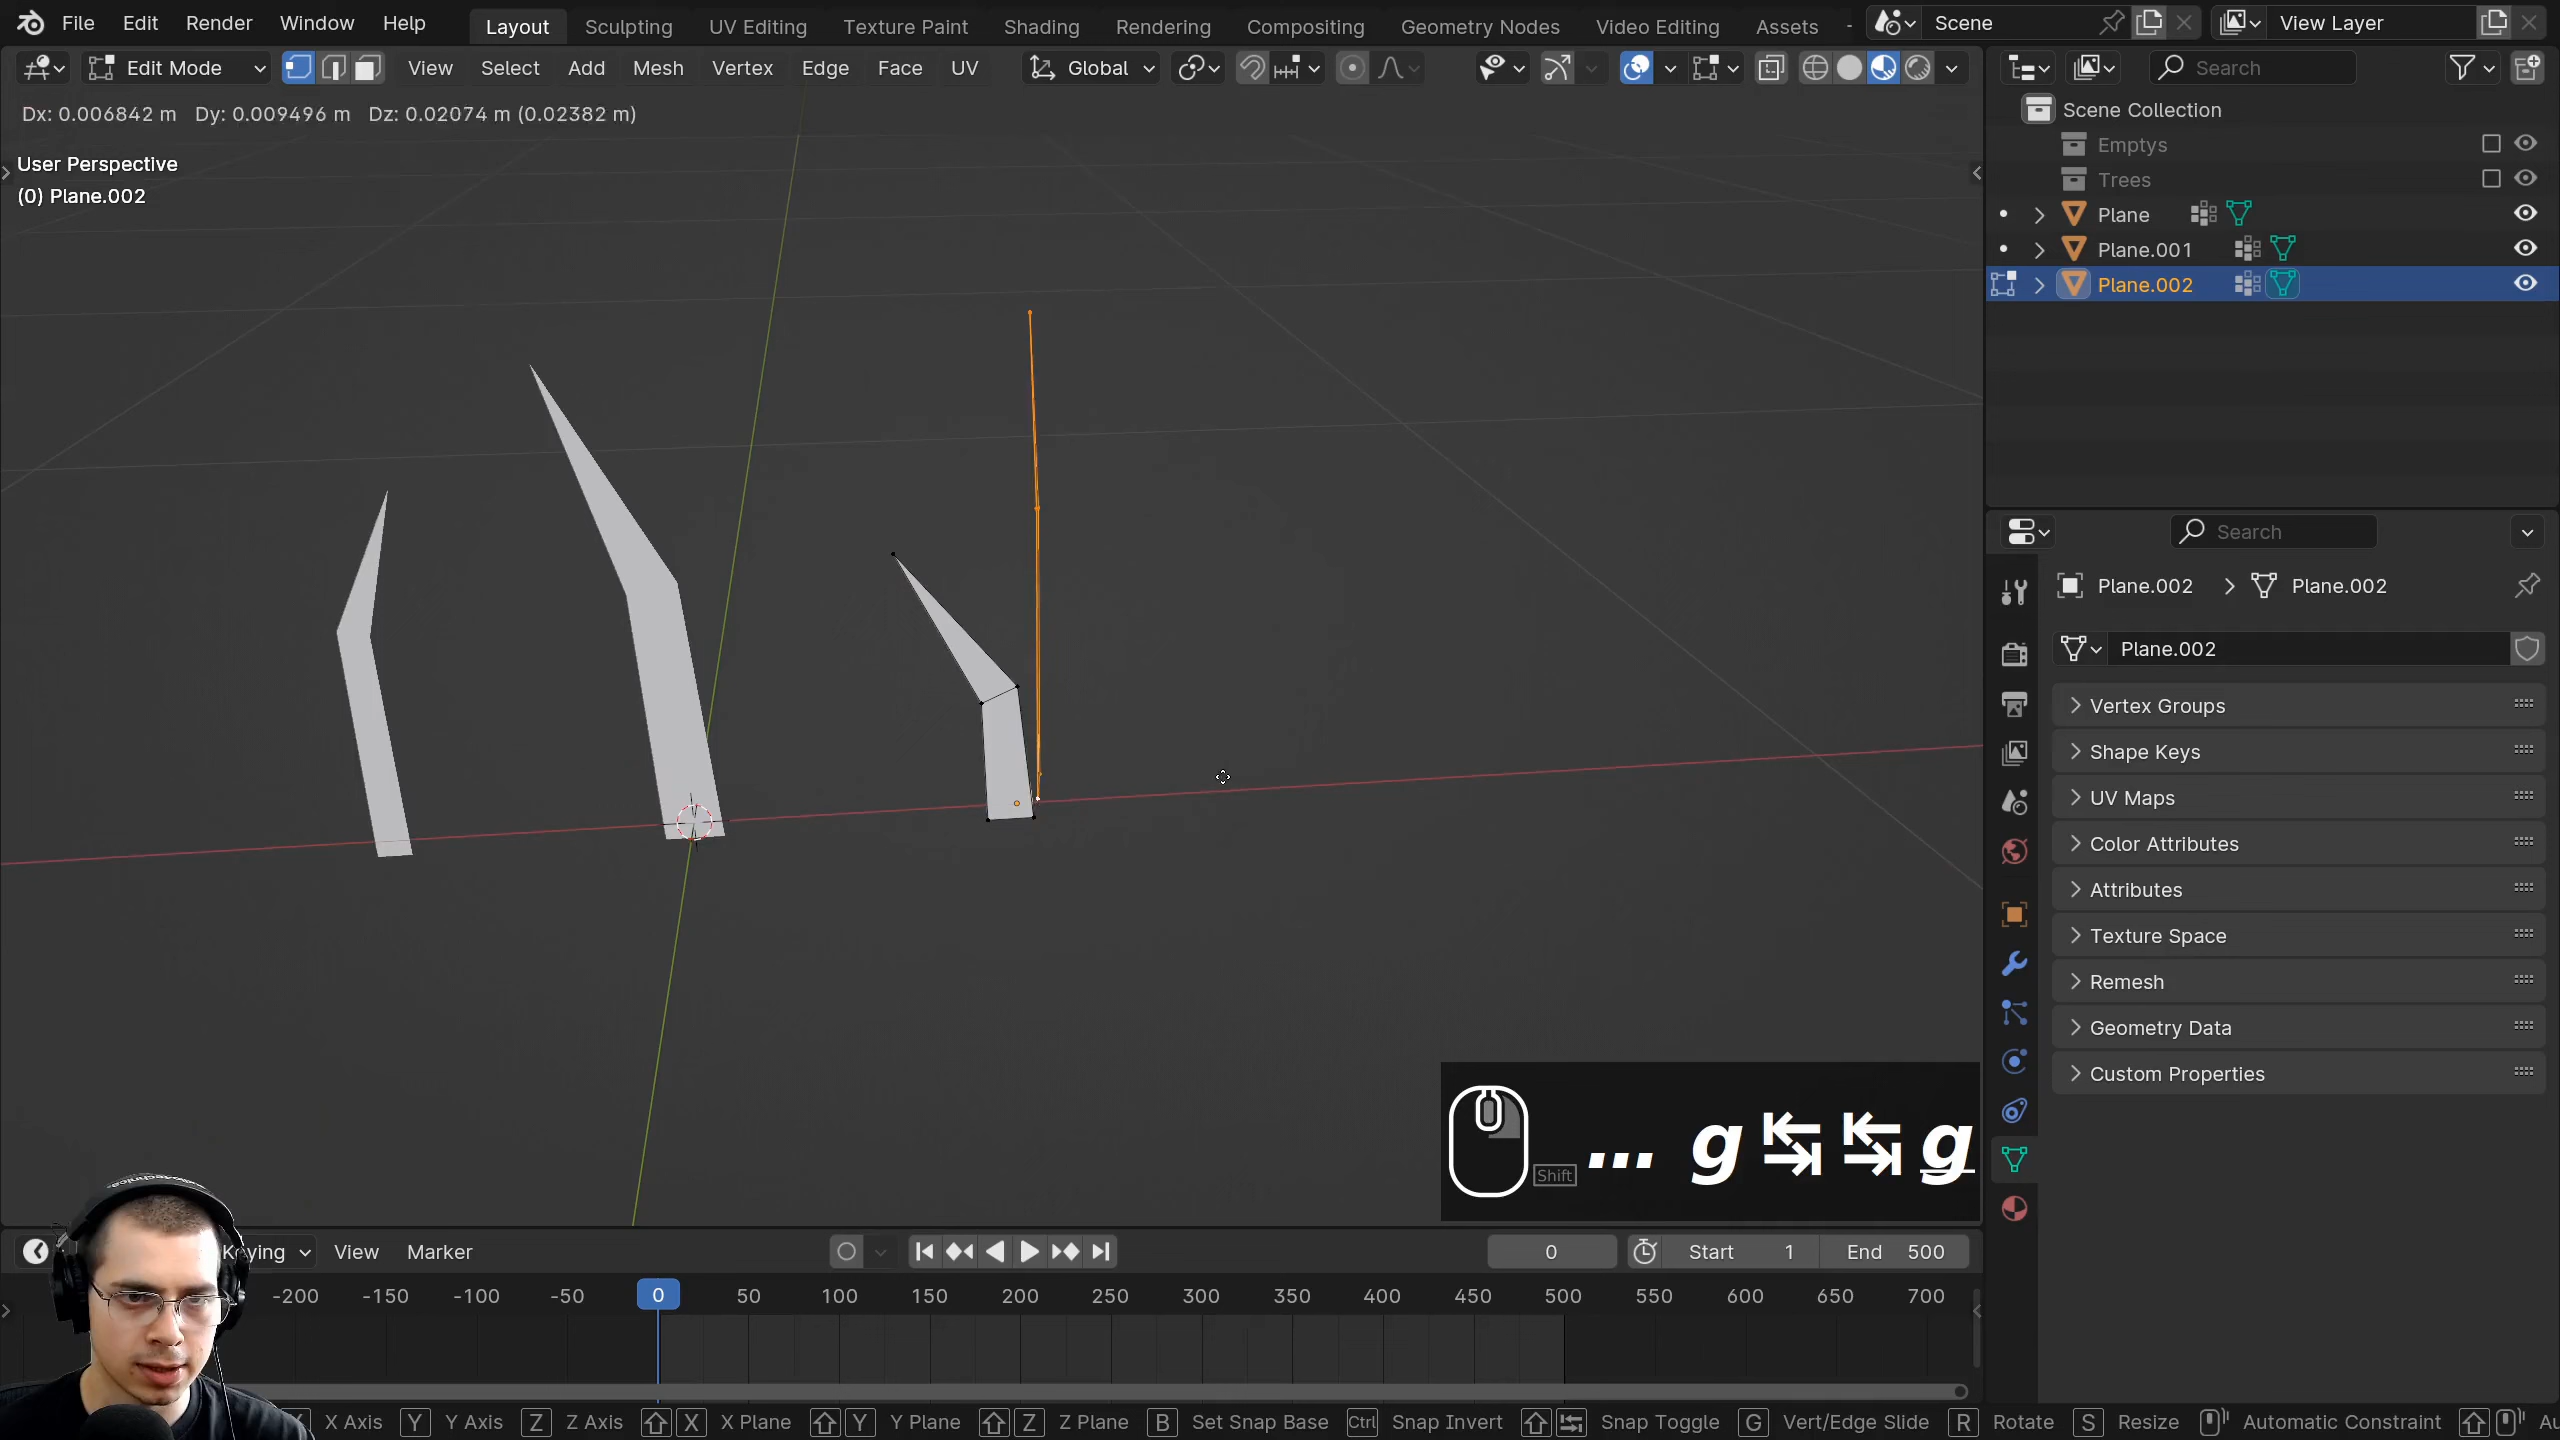 File Edit Render Window Help Layout Sculpting UV Editing Texture Paint Shading Rendering Compositing Geometry Nodes Video Editing Assets Scene View Layer
Edit Mode View Select Add Mesh Vertex Edge Face UV Global Search
Dx: 0.006842 m Dy: 0.009496 m Dz: 0.02074 m (0.02382 m)
User Perspective
(0) Plane.002
Scene Collection
Emptys
Trees
Plane
Plane.001
Plane.002
Search
Plane.002 Plane.002
Plane.002
Vertex Groups
Shape Keys
UV Maps
Color Attributes
Attributes
Texture Space
Remesh
Geometry Data
Custom Properties
Shift ... g g
Keying View Marker 0 Start 1 End 500
-200 -150 -100 -50 0 50 100 150 200 250 300 350 400 450 500 550 600 650 700
X Axis Y Y Axis Z Z Axis X X Plane Y Y Plane Z Z Plane B Set Snap Base Ctrl Snap Invert Snap Toggle G Vert/Edge Slide R Rotate S Resize Automatic Constraint